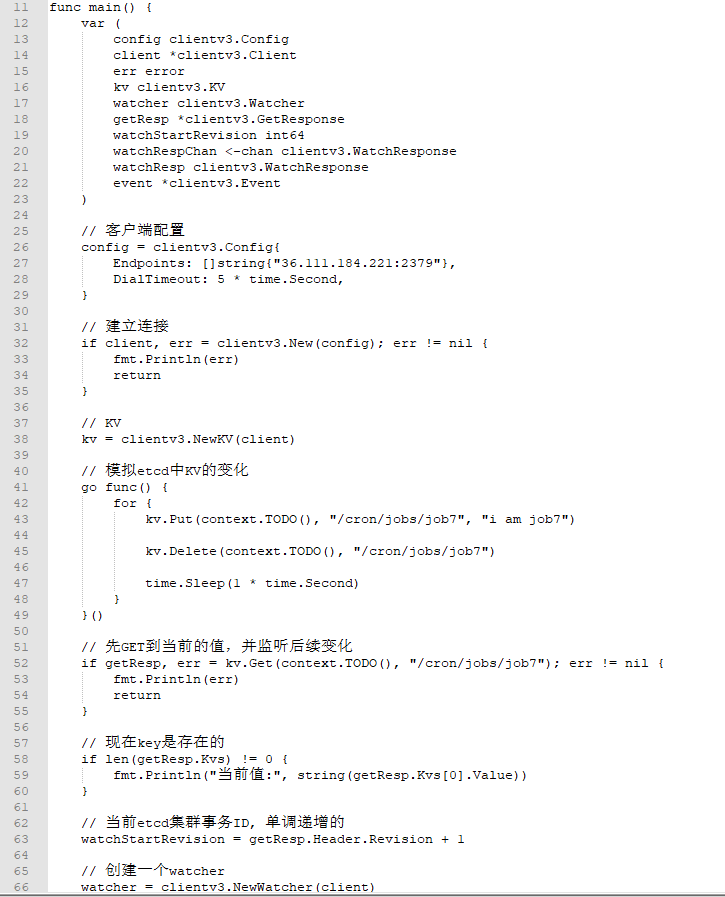 11 func main() {
12     var (
13         config clientv3.Config
14         client *clientv3.Client
15         err error
16         kv clientv3.KV
17         watcher clientv3.Watcher
18         getResp *clientv3.GetResponse
19         watchStartRevision int64
20         watchRespChan <-chan clientv3.WatchResponse
21         watchResp clientv3.WatchResponse
22         event *clientv3.Event
23     )
24
25     // 客户端配置
26     config = clientv3.Config{
27         Endpoints: []string{"36.111.184.221:2379"},
28         DialTimeout: 5 * time.Second,
29     }
30
31     // 建立连接
32     if client, err = clientv3.New(config); err != nil {
33         fmt.Println(err)
34         return
35     }
36
37     // KV
38     kv = clientv3.NewKV(client)
39
40     // 模拟etcd中KV的变化
41     go func() {
42         for {
43             kv.Put(context.TODO(), "/cron/jobs/job7", "i am job7")
44
45             kv.Delete(context.TODO(), "/cron/jobs/job7")
46
47             time.Sleep(1 * time.Second)
48         }
49     }()
50
51     // 先GET到当前的值，并监听后续变化
52     if getResp, err = kv.Get(context.TODO(), "/cron/jobs/job7"); err != nil {
53         fmt.Println(err)
54         return
55     }
56
57     // 现在key是存在的
58     if len(getResp.Kvs) != 0 {
59         fmt.Println("当前值:", string(getResp.Kvs[0].Value))
60     }
61
62     // 当前etcd集群事务ID, 单调递增的
63     watchStartRevision = getResp.Header.Revision + 1
64
65     // 创建一个watcher
66     watcher = clientv3.NewWatcher(client)